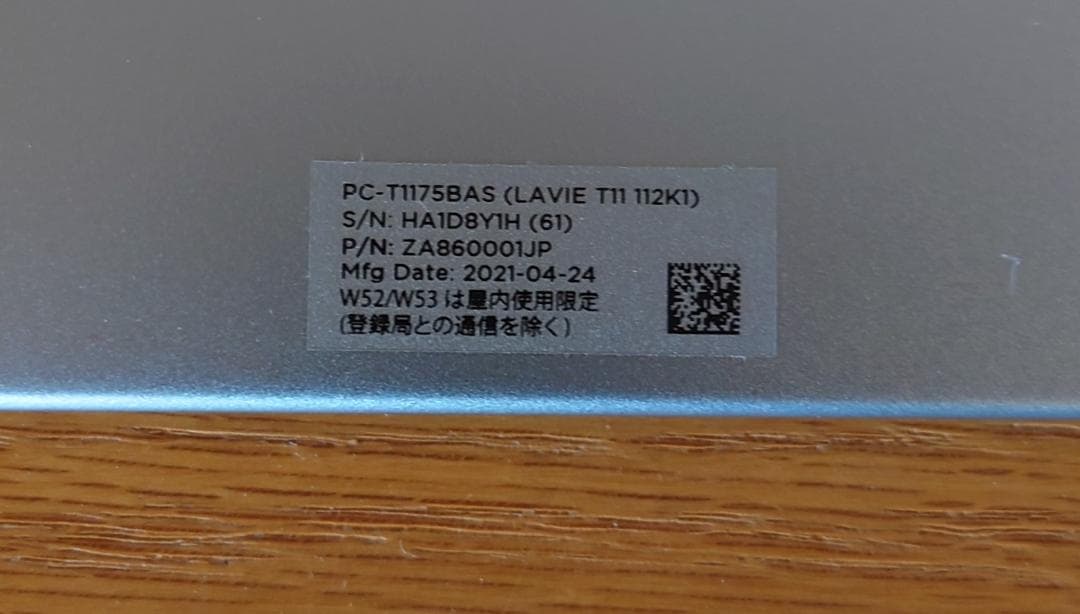 PC-T1175BAS (LAVIE T11 112K1)
S/N: HA1D8Y1H (61)
P/N: ZA860001JP
Mfg Date: 2021-04-24
W52/W53 は屋内使用限定
(登録局との通信を除く)